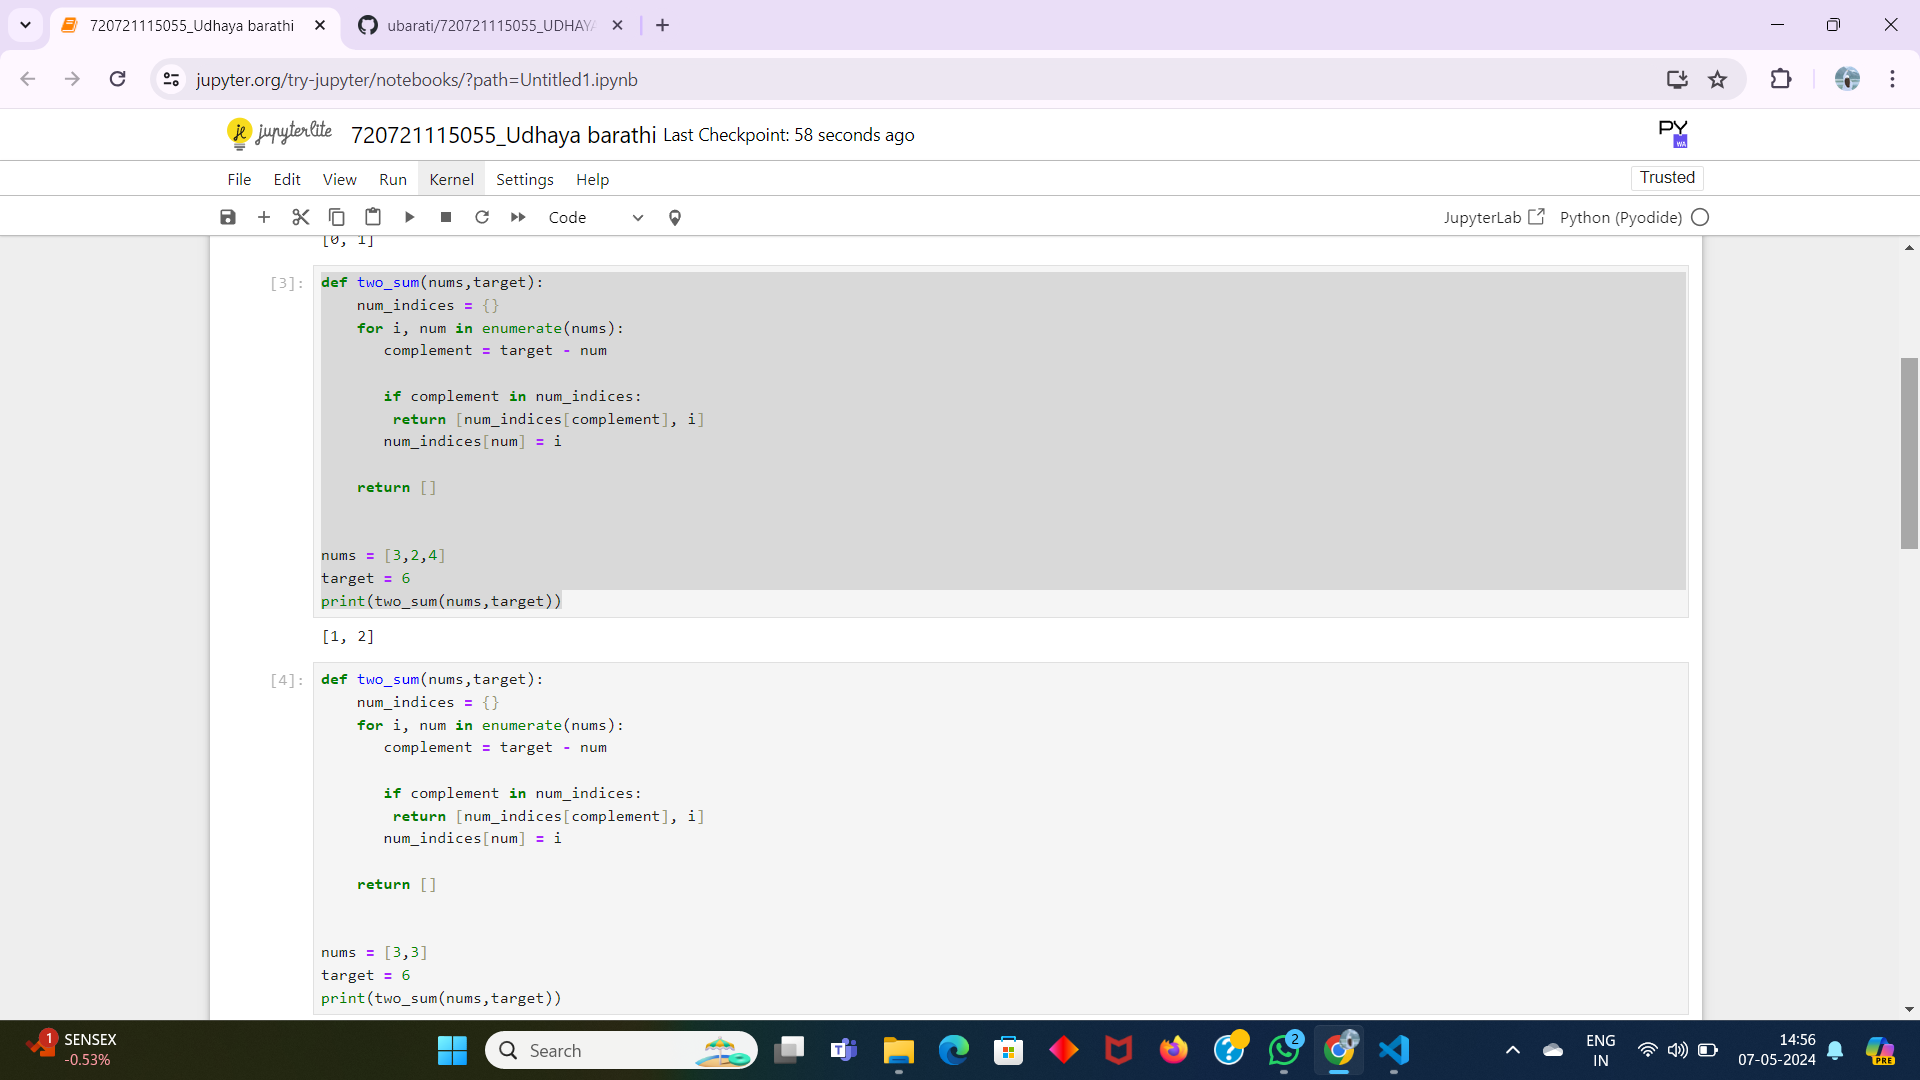 720721115055_Udhaya barathi
ubarati/720721115055_UDHAYA
jupyter.org/try-jupyter/notebooks/?path=Untitled1.ipynb
jupyterlite 720721115055_Udhaya barathi Last Checkpoint: 58 seconds ago
PY
WA
File Edit View Run Kernel Settings Help
Trusted
Code
JupyterLab Python (Pyodide)
[0, 1]
[3]:
def two_sum(nums,target):
    num_indices = {}
    for i, num in enumerate(nums):
       complement = target - num
       if complement in num_indices:
        return [num_indices[complement], i]
       num_indices[num] = i
    return []
nums = [3,2,4]
target = 6
print(two_sum(nums,target))
[1, 2]
[4]:
def two_sum(nums,target):
    num_indices = {}
    for i, num in enumerate(nums):
       complement = target - num
       if complement in num_indices:
        return [num_indices[complement], i]
       num_indices[num] = i
    return []
nums = [3,3]
target = 6
print(two_sum(nums,target))
1
SENSEX
-0.53%
Search
2
ENG
IN
14:56
07-05-2024
PRE